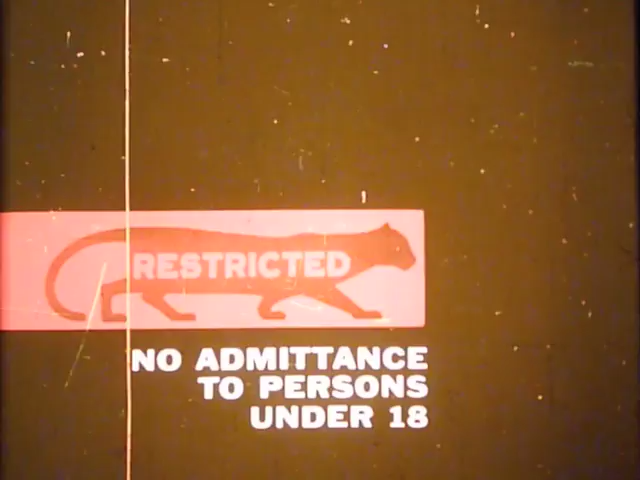 RESTRICTED
NO ADMITTANCE
TO PERSONS
UNDER 18